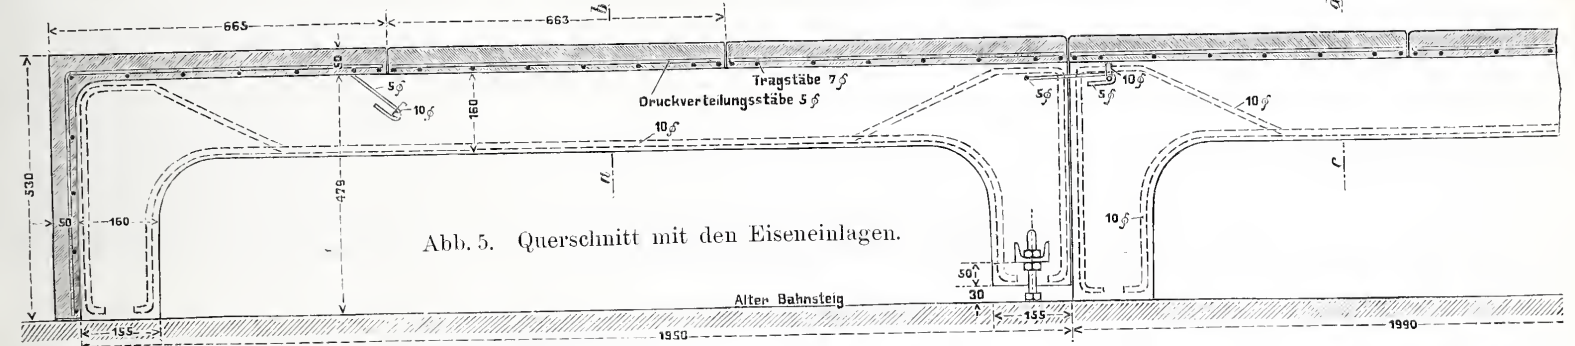 665
663
b
d
50
5 ∮
10 ∮
160
Tragstäbe 7 ∮
Druckverteilungsstäbe 5 ∮
5 ∮
10 ∮
5 ∮
10 ∮
10 ∮
530
479
a
c
50
160
10 ∮
Abb. 5. Querschnitt mit den Eiseneinlagen.
50
30
Alter Bahnsteig
155
155
1950
1990